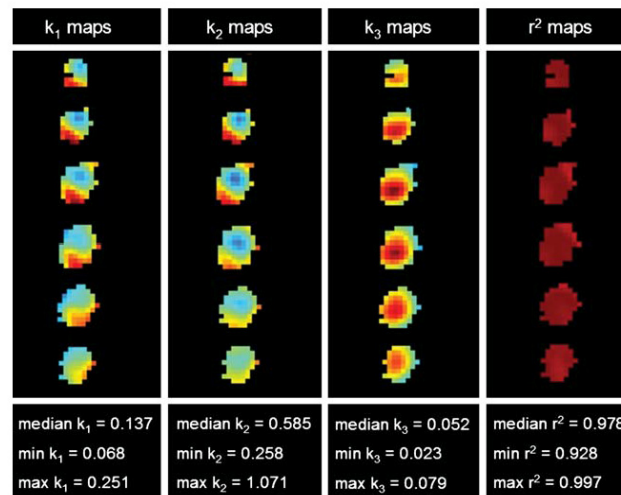 k₁ maps
k₂ maps
k₃ maps
r² maps
median k₁ = 0.137
min k₁ = 0.068
max k₁ = 0.251
median k₂ = 0.585
min k₂ = 0.258
max k₂ = 1.071
median k₃ = 0.052
min k₃ = 0.023
max k₃ = 0.079
median r² = 0.978
min r² = 0.928
max r² = 0.997